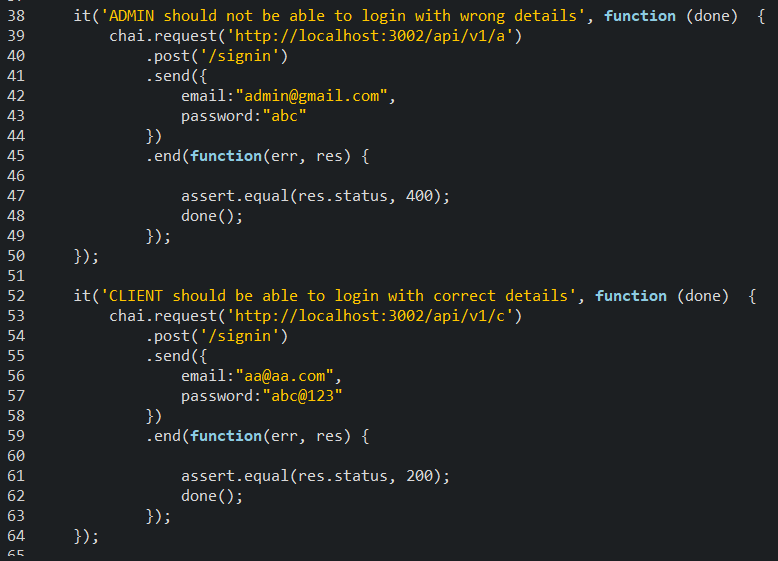 38 it('ADMIN should not be able to login with wrong details', function (done)  {
39 chai.request('http://localhost:3002/api/v1/a')
40 .post('/signin')
41 .send({
42 email:"admin@gmail.com",
43 password:"abc"
44 })
45 .end(function(err, res) {
46
47 assert.equal(res.status, 400);
48 done();
49 });
50 });
51
52 it('CLIENT should be able to login with correct details', function (done)  {
53 chai.request('http://localhost:3002/api/v1/c')
54 .post('/signin')
55 .send({
56 email:"aa@aa.com",
57 password:"abc@123"
58 })
59 .end(function(err, res) {
60
61 assert.equal(res.status, 200);
62 done();
63 });
64 });
65